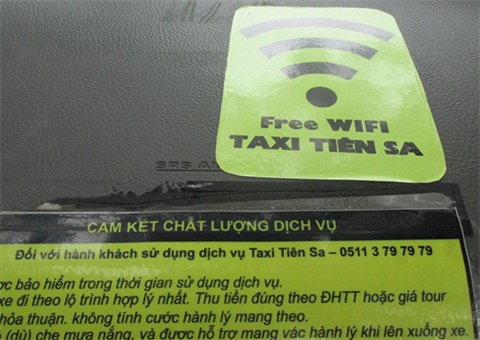 Free WIFI
TAXI TIÊN SA
SRS A
CAM KẾT CHẤT LƯỢNG DỊCH VỤ
Đối với hành khách sử dụng dịch vụ Taxi Tiên Sa – 0511 3 79 79 79
ợc bảo hiểm trong thời gian sử dụng dịch vụ.
xe đi theo lộ trình hợp lý nhất. Thu tiền đúng theo ĐHTT hoặc giá tour
hỏa thuận. không tính cước hành lý mang theo.
(dù) che mưa nắng, và được hỗ trợ mang vác hành lý khi lên xuống xe.